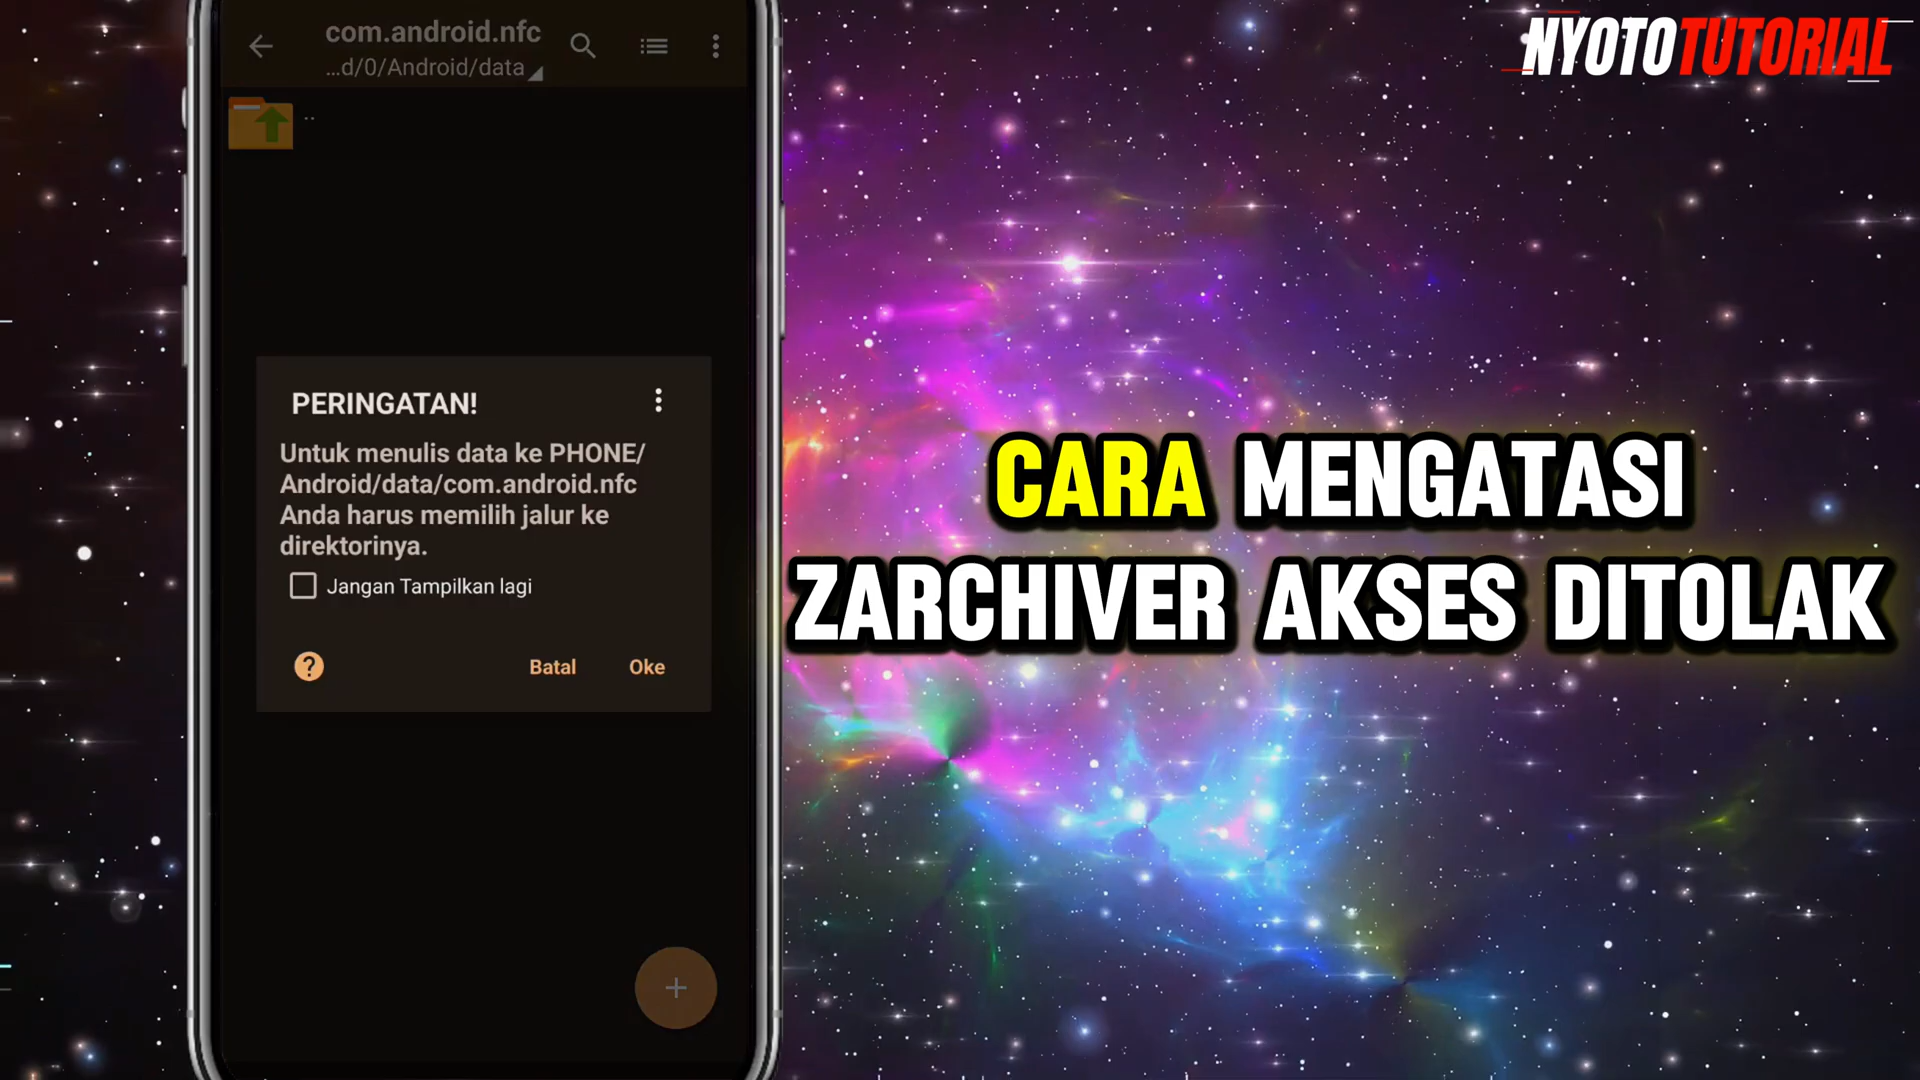 com.android.nfc
...d/0/Android/data
..
PERINGATAN!
Untuk menulis data ke PHONE/
Android/data/com.android.nfc
Anda harus memilih jalur ke
direktorinya.
Jangan Tampilkan lagi
?
Batal
Oke
+
NYOTOTUTORIAL
CARA MENGATASI
ZARCHIVER AKSES DITOLAK